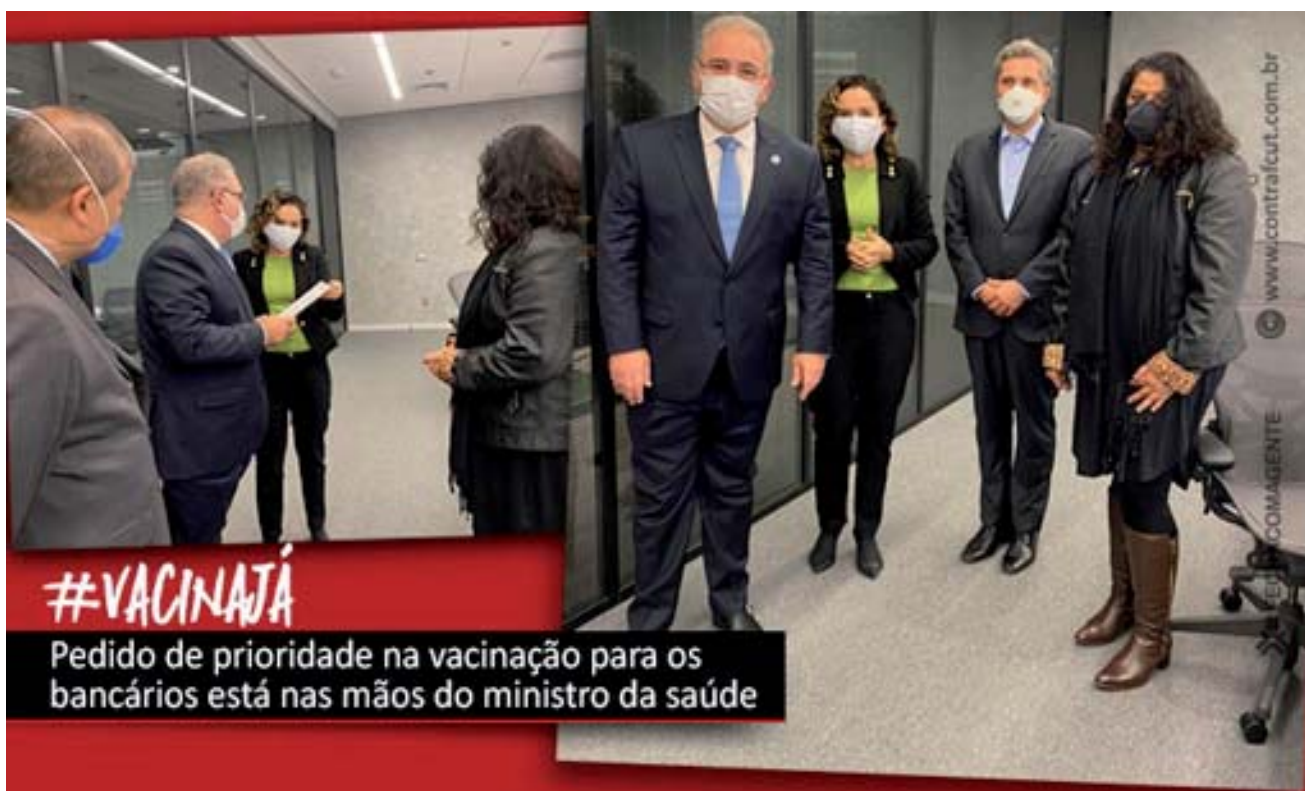 #VACINAJÁ
Pedido de prioridade na vacinação para os
bancários está nas mãos do ministro da saúde
© www.contrafcut.com.br